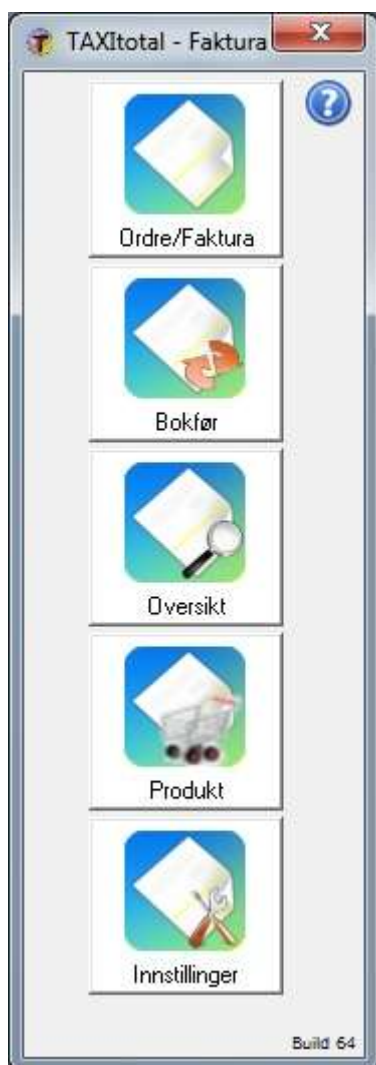 TAXItotal - Faktura
Ordre/Faktura
Bokfør
Oversikt
Produkt
Innstillinger
Build 64